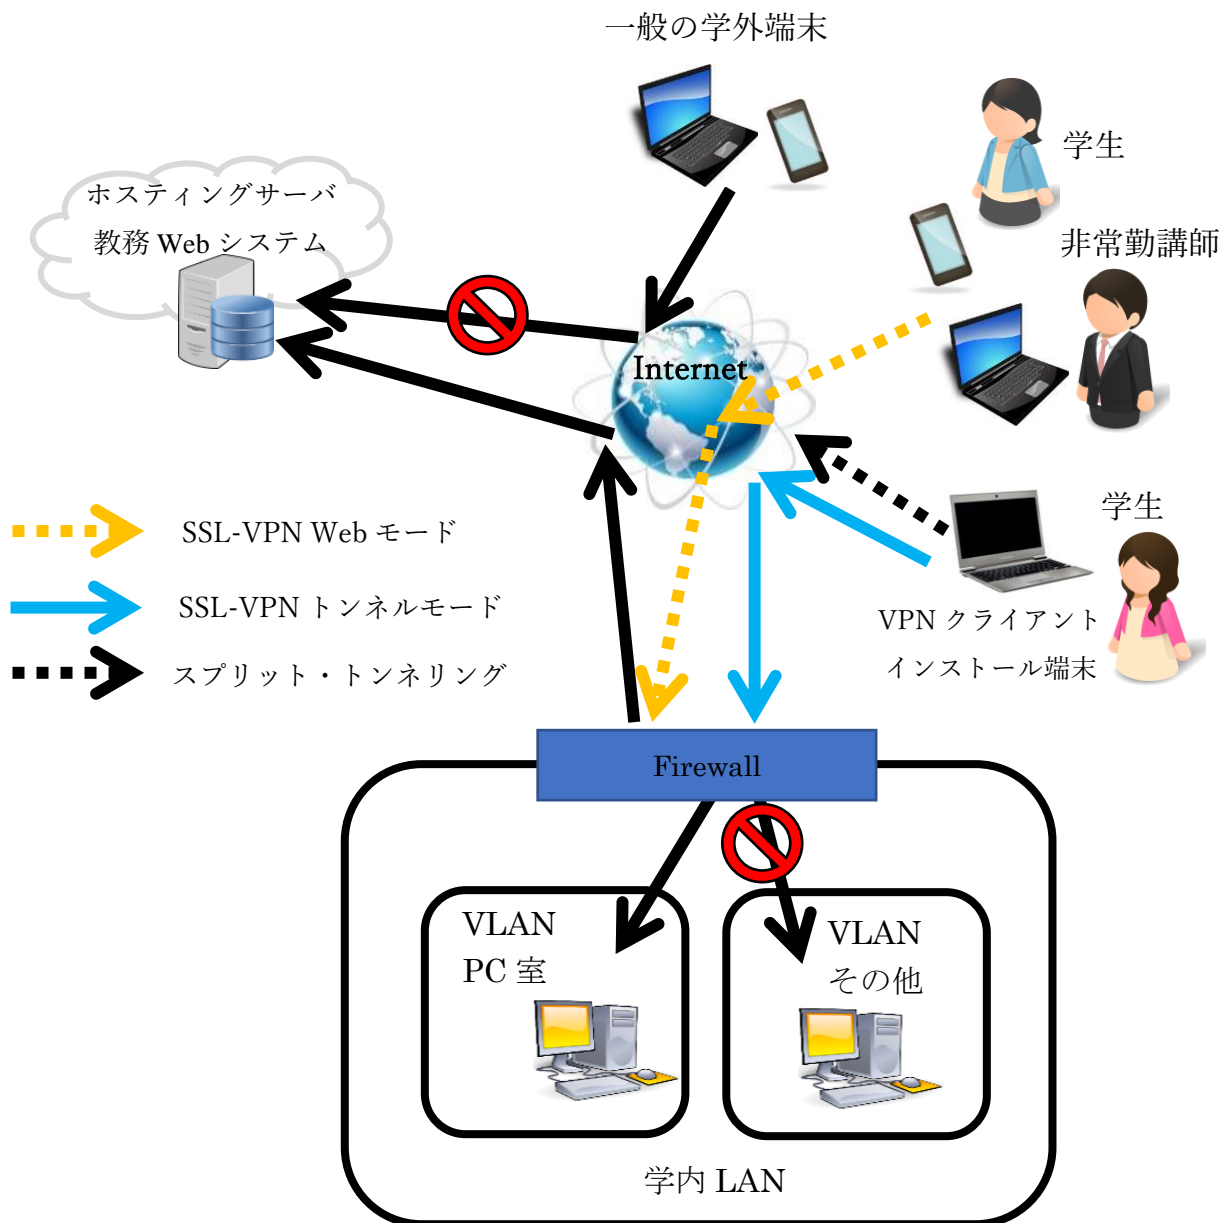 一般の学外端末
学生
ホスティングサーバ
教務 Web システム
非常勤講師
Internet
学生
SSL-VPN Web モード
SSL-VPN トンネルモード
スプリット・トンネリング
VPN クライアント
インストール端末
Firewall
VLAN
PC 室
VLAN
その他
学内 LAN